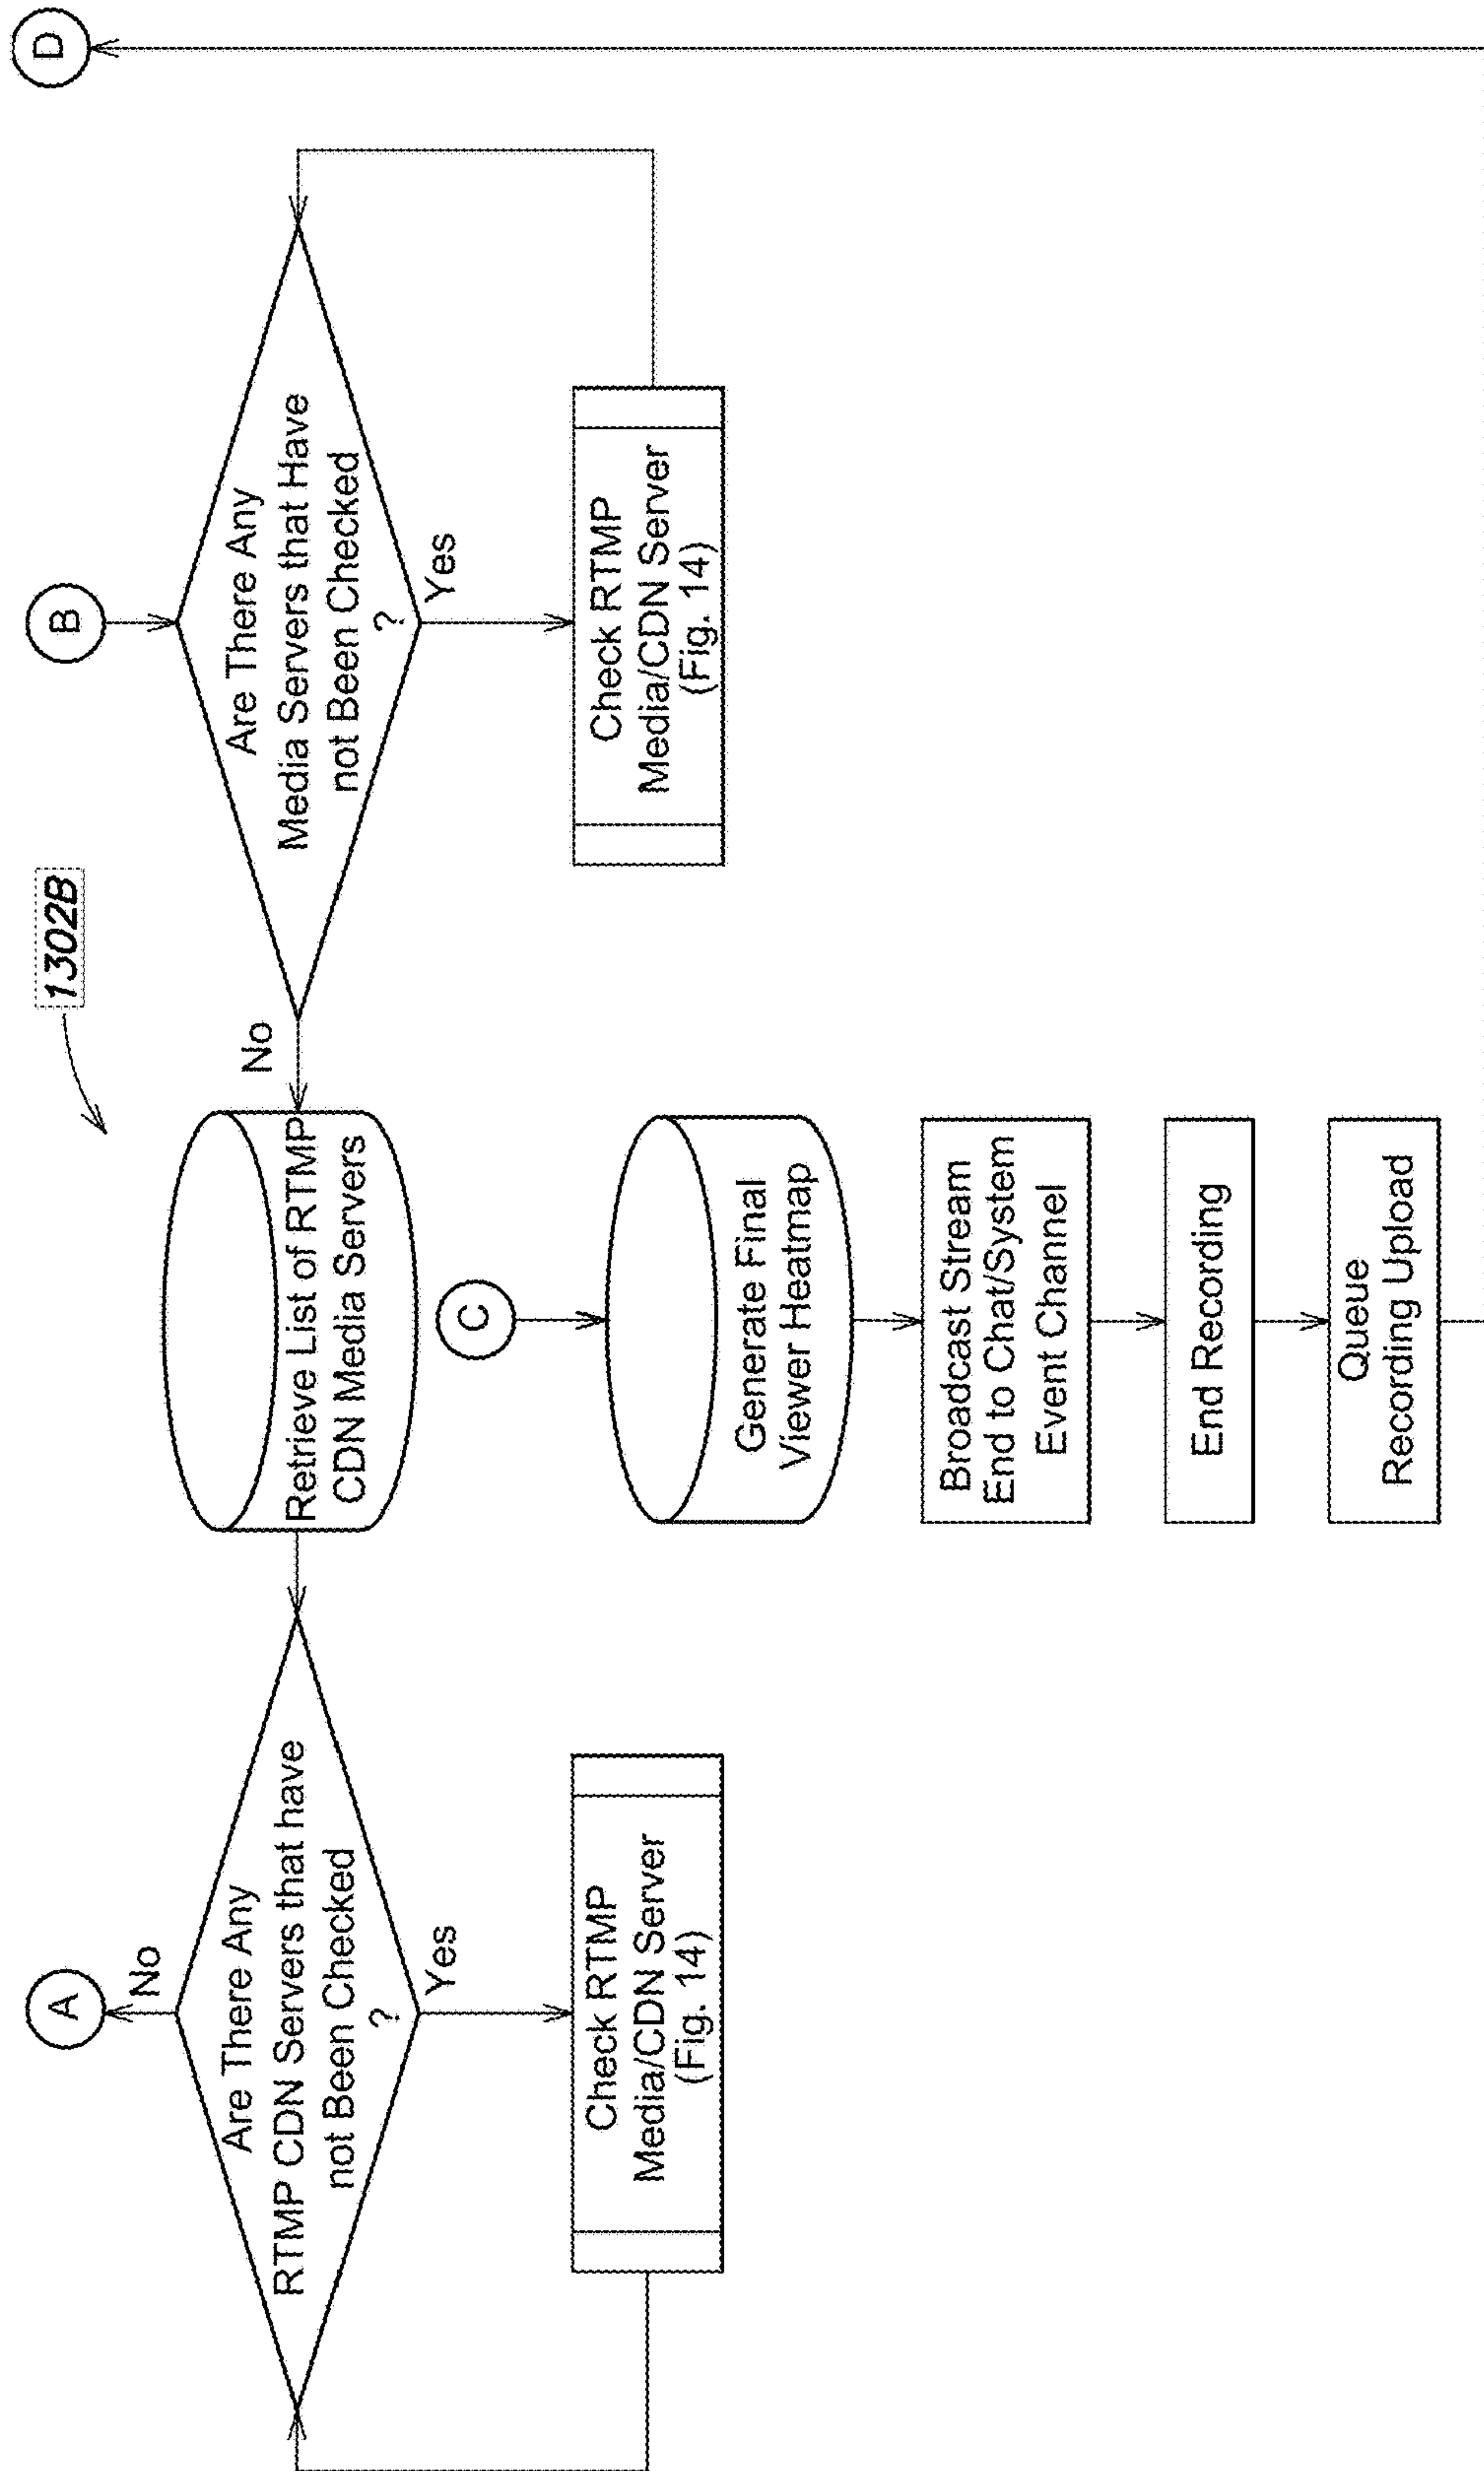 1302B
A
No
Are There Any
RTMP CDN Servers that have
not Been Checked
?
Yes
Check RTMP
Media/CDN Server
(Fig. 14)
Retrieve List of RTMP
CDN Media Servers
No
B
Are There Any
Media Servers that Have
not Been Checked
?
Yes
Check RTMP
Media/CDN Server
(Fig. 14)
C
Generate Final
Viewer Heatmap
Broadcast Stream
End to Chat/System
Event Channel
End Recording
Queue
Recording Upload
D